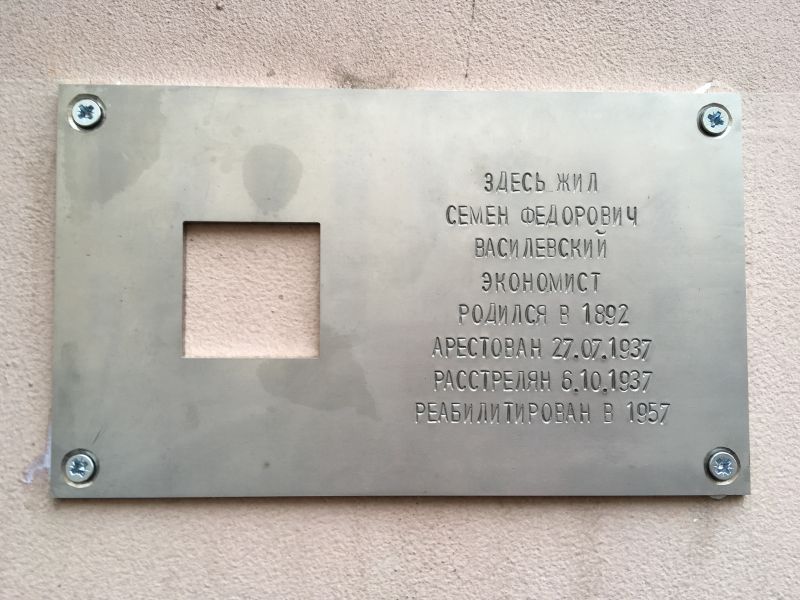 ЗДЕСЬ ЖИЛ
СЕМЕН ФЕДОРОВИЧ
ВАСИЛЕВСКИЙ
ЭКОНОМИСТ
РОДИЛСЯ В 1892
АРЕСТОВАН 27.07.1937
РАССТРЕЛЯН 6.10.1937
РЕАБИЛИТИРОВАН В 1957